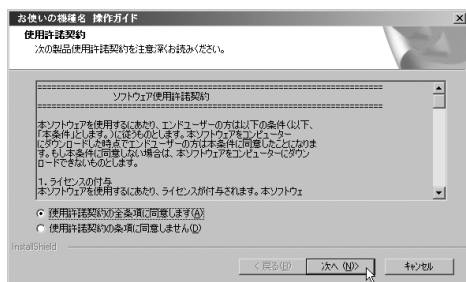 お使いの機種名 操作ガイド
使用許諾契約
次の製品使用許諾契約を注意深くお読みください。
ソフトウェア使用許諾契約
本ソフトウェアを使用するにあたり、エンドユーザーの方は以下の条件（以下、
「本条件」とします。）に従うものとします。本ソフトウェアをコンピューター
にダウンロードした時点でエンドユーザーの方は本条件に同意したことになりま
す。もし本条件に同意しない場合は、本ソフトウェアをコンピューターにダウン
ロードできないものとします。
1. ライセンスの付与
本ソフトウェアを使用するにあたり、ライセンスが付与されます。本ソフトウェ
使用許諾契約の全条項に同意します(A)
使用許諾契約の条項に同意しません(D)
InstallShield
< 戻る(B)
次へ (N)>
キャンセル